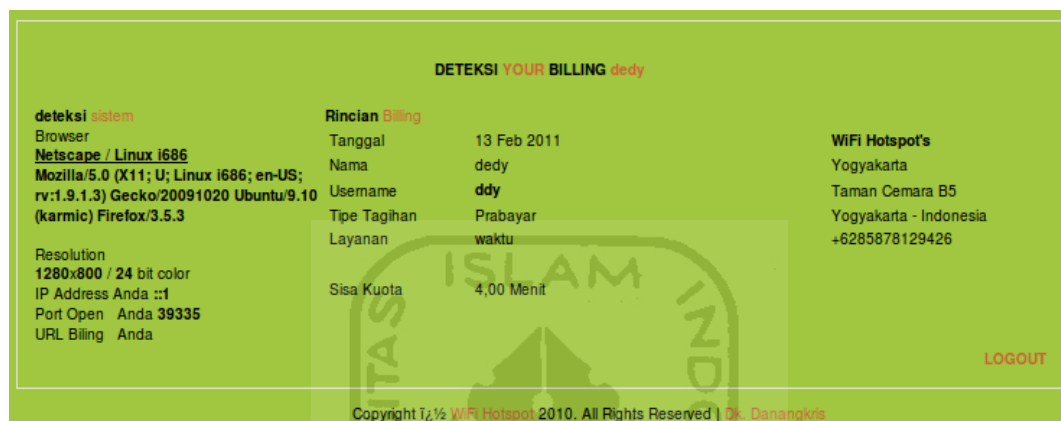 DETEKSI YOUR BILLING dedy
deteksi sistem
Browser
Netscape / Linux i686
Mozilla/5.0 (X11; U; Linux i686; en-US;
rv:1.9.1.3) Gecko/20091020 Ubuntu/9.10
(karmic) Firefox/3.5.3
Resolution
1280x800 / 24 bit color
IP Address Anda ::1
Port Open Anda 39335
URL Biling Anda
Rincian Billing
Tanggal 13 Feb 2011
Nama dedy
Username ddy
Tipe Tagihan Prabayar
Layanan waktu
Sisa Kuota 4,00 Menit
WiFi Hotspot's
Yogyakarta
Taman Cemara B5
Yogyakarta - Indonesia
+6285878129426
LOGOUT
ISLAM
Copyright ï¿½ WiFi Hotspot 2010. All Rights Reserved | Dk. Danangkris